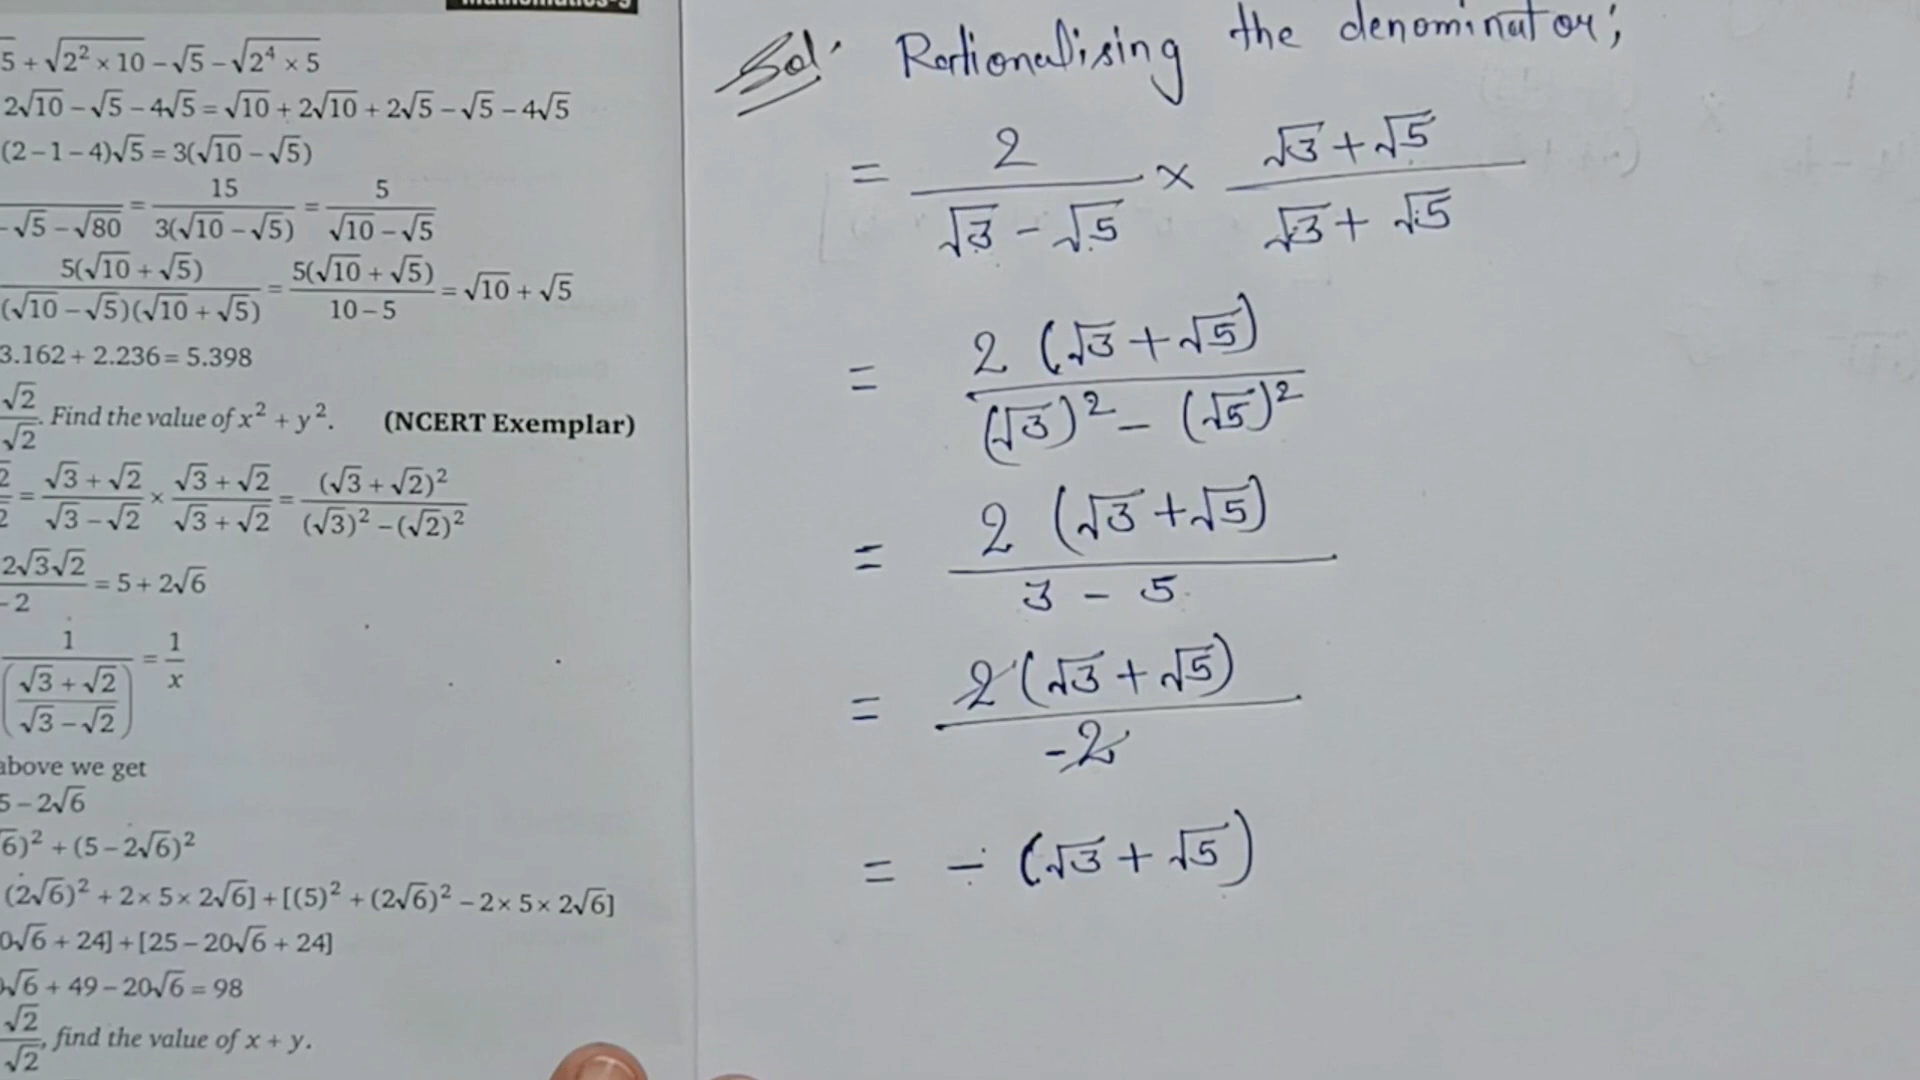 Mathematics-9
5 + √(2² × 10) − √5 − √(2⁴ × 5)
2√10 − √5 − 4√5 = √10 + 2√10 + 2√5 − √5 − 4√5
(2 − 1 − 4)√5 = 3(√10 − √5)
−√5 − √80 = 15 / 3(√10 − √5) = 5 / √10 − √5
5(√10 + √5) / (√10 − √5)(√10 + √5) = 5(√10 + √5) / 10 − 5 = √10 + √5
3.162 + 2.236 = 5.398
√2 / √2. Find the value of x² + y². (NCERT Exemplar)
2 / 2 = √3 + √2 / √3 − √2 × √3 + √2 / √3 + √2 = (√3 + √2)² / (√3)² − (√2)²
2√3√2 / − 2 = 5 + 2√6
1 / ((√3 + √2) / (√3 − √2)) = 1 / x
above we get
5 − 2√6
6)² + (5 − 2√6)²
(2√6)² + 2 × 5 × 2√6] + [(5)² + (2√6)² − 2 × 5 × 2√6]
0√6 + 24] + [25 − 20√6 + 24]
√6 + 49 − 20√6 = 98
√2 / √2, find the value of x + y.
Sol. Rationalising the denominator;
= 2 / √3 − √5 × √3 + √5 / √3 + √5
= 2 (√3 + √5) / (√3)² − (√5)²
= 2 (√3 + √5) / 3 − 5
= 2 (√3 + √5) / -2
= − (√3 + √5)